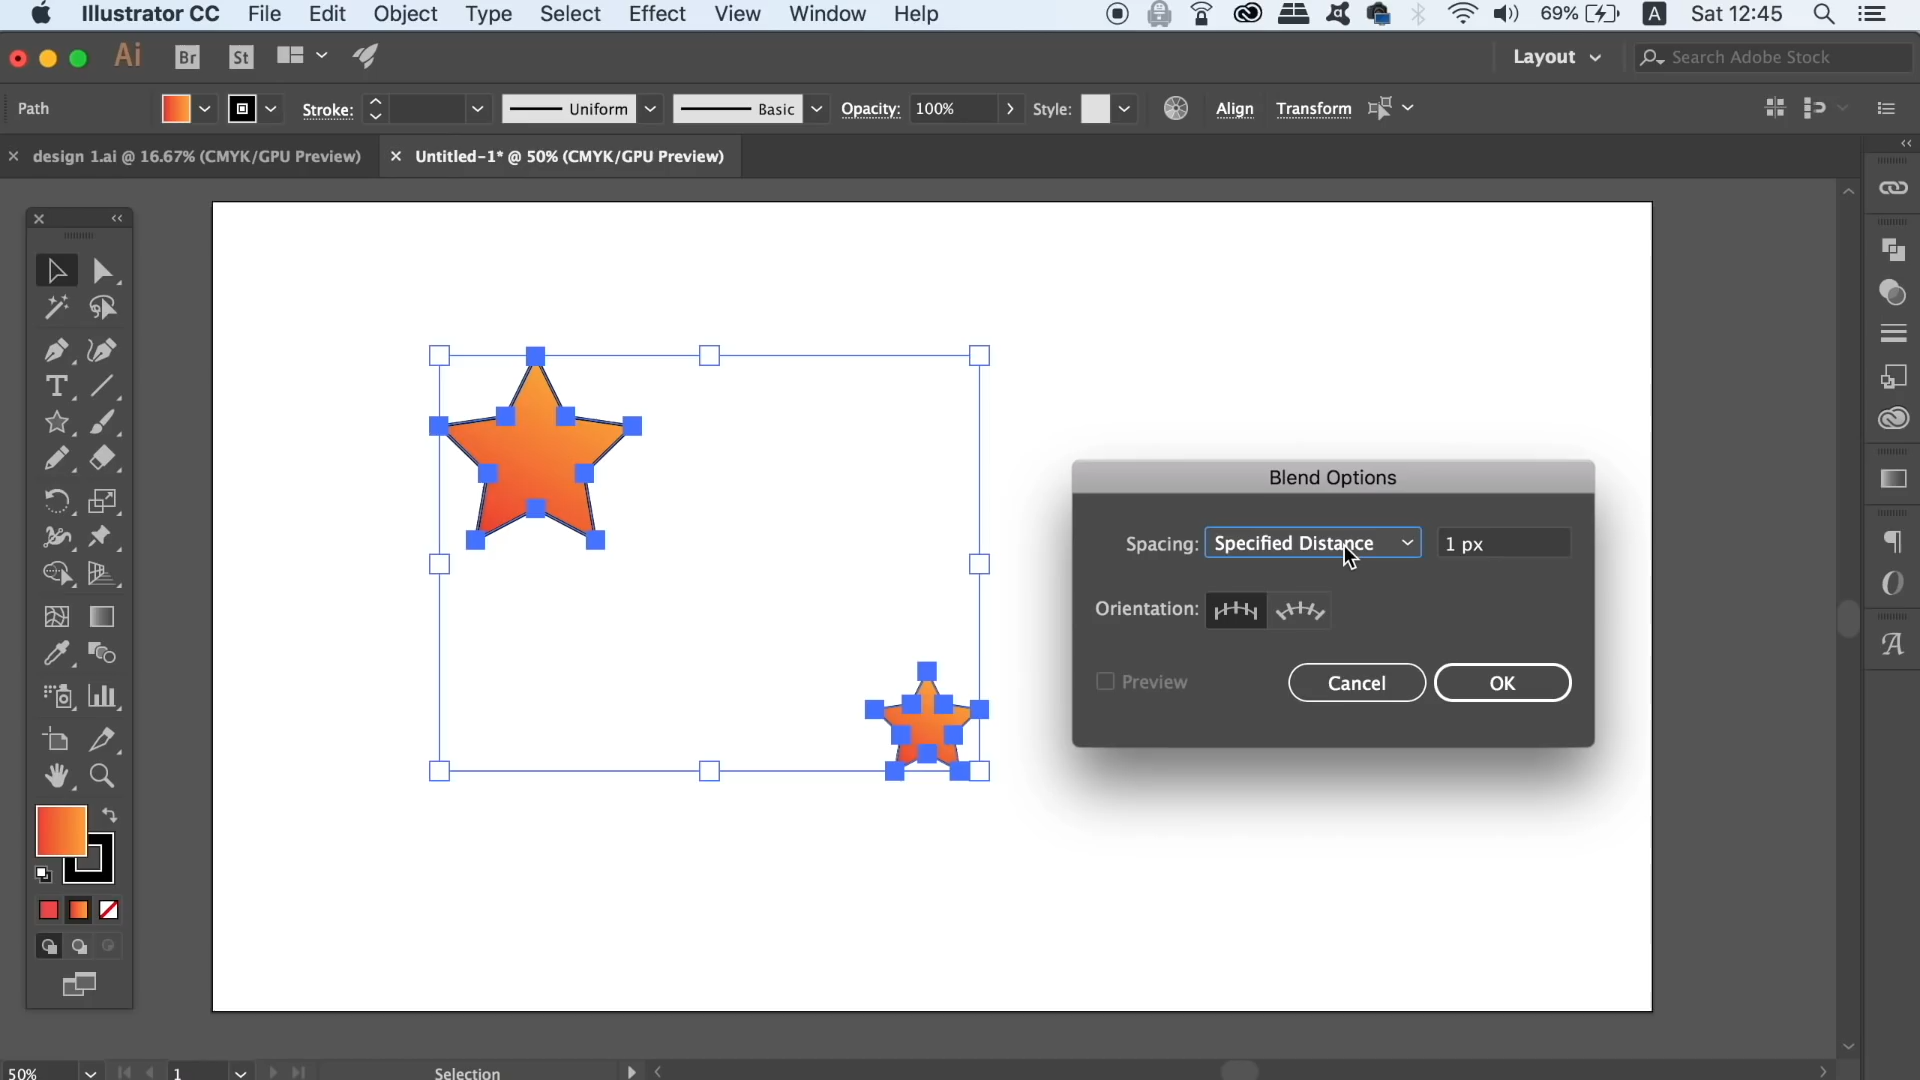 Illustrator CC File Edit Object Type Select Effect View Window Help 69% A Sat 12:45
Ai Br St Layout Search Adobe Stock
Path Stroke: Uniform Basic Opacity: 100% Style: Align Transform
design 1.ai @ 16.67% (CMYK/GPU Preview) Untitled-1* @ 50% (CMYK/GPU Preview)
Blend Options
Spacing: Specified Distance 1 px
Orientation:
Preview Cancel OK
50% 1 Selection